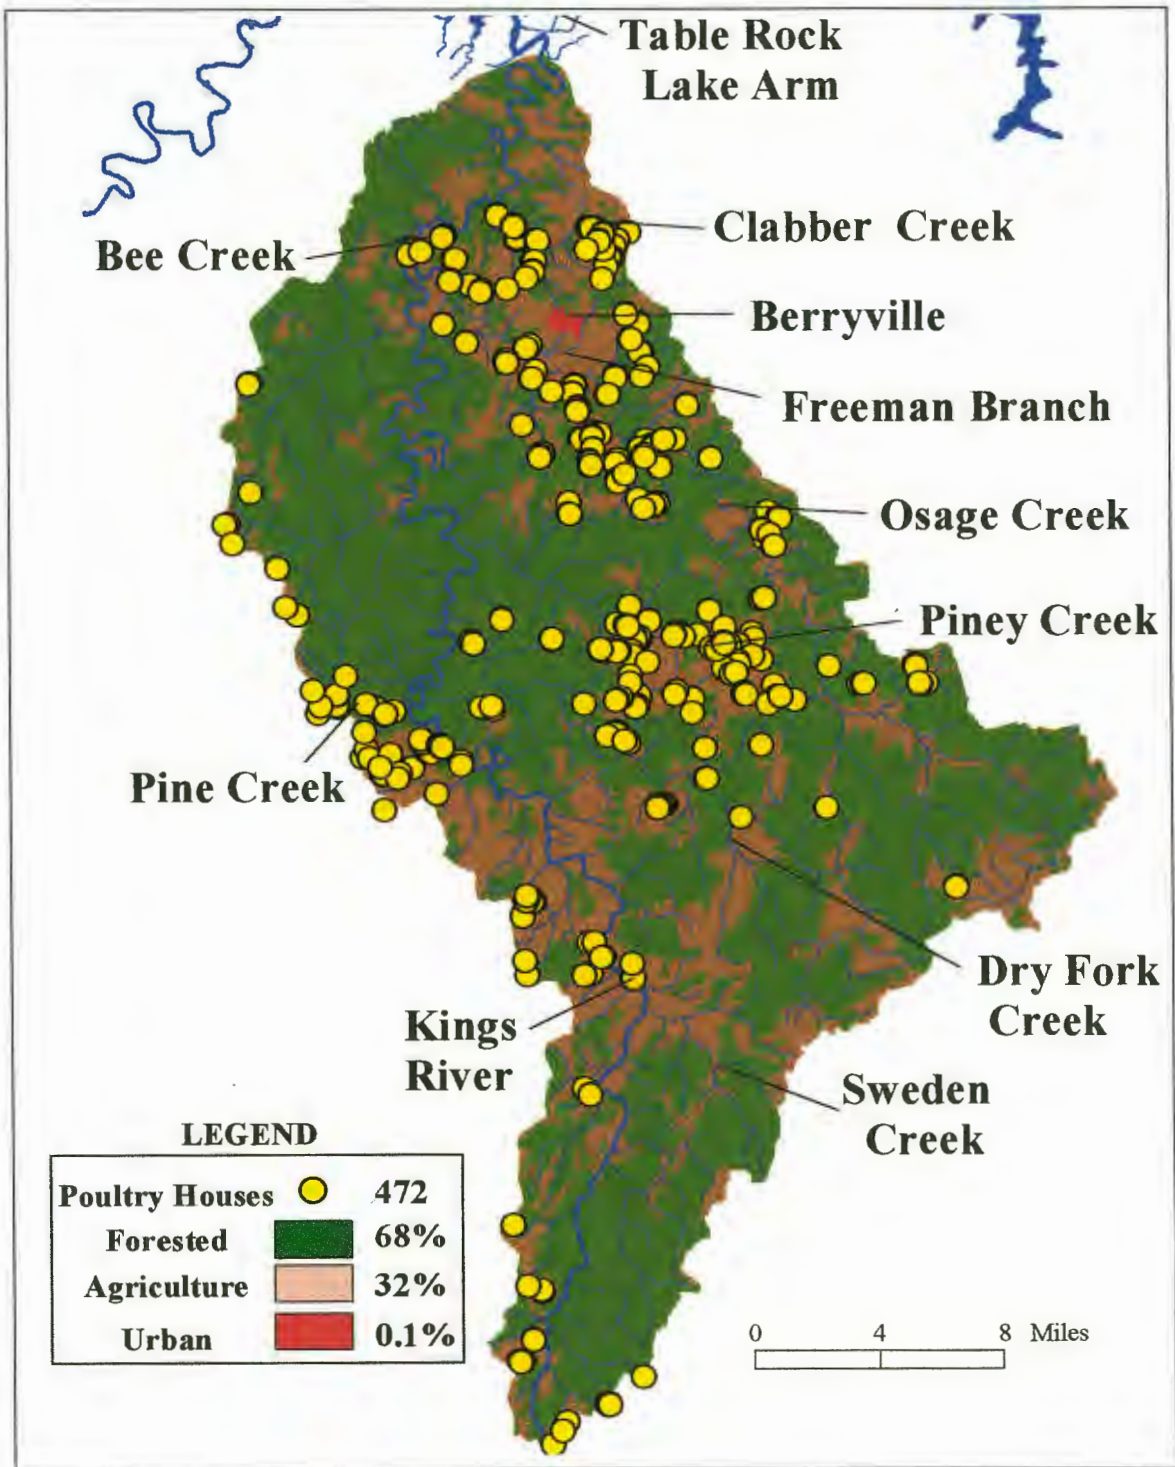 Table Rock
Lake Arm
Clabber Creek
Bee Creek
Berryville
Freeman Branch
Osage Creek
Piney Creek
Pine Creek
Dry Fork
Creek
Kings
River
Sweden
Creek
LEGEND
Poultry Houses 472
Forested 68%
Agriculture 32%
Urban 0.1%
0 4 8 Miles